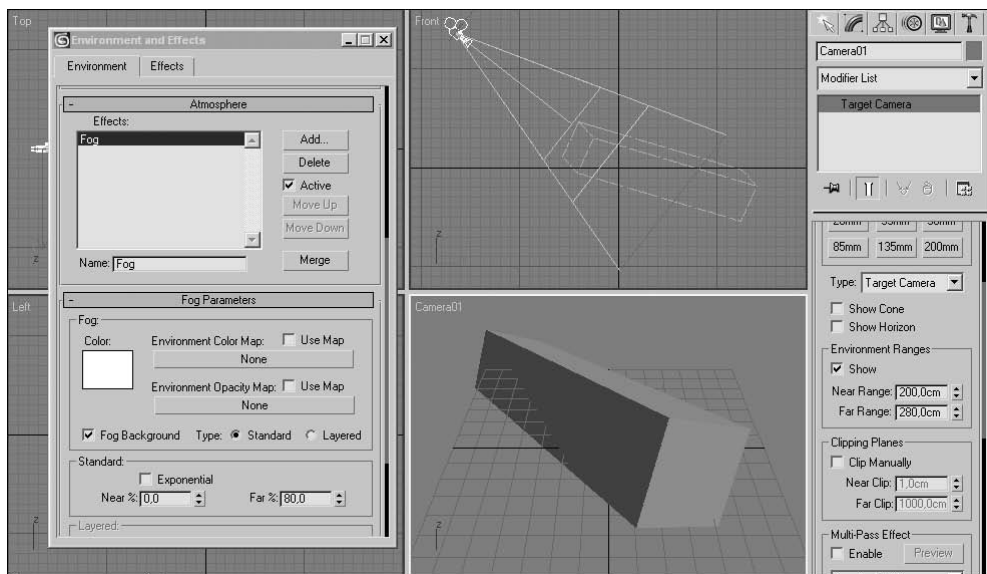 Top
Environment and Effects
Environment
Effects
Atmosphere
Effects:
Fog
Add...
Delete
Active
Move Up
Move Down
Name: Fog
Merge
Fog Parameters
Fog:
Color:
Environment Color Map:
Use Map
None
Environment Opacity Map:
Use Map
None
Fog Background
Type:
Standard
Layered
Standard:
Exponential
Near %: 0,0
Far %: 80,0
Layered:
z
Left
z
Front
z
Camera01
z
Camera01
Modifier List
Target Camera
85mm
135mm
200mm
Type: Target Camera
Show Cone
Show Horizon
Environment Ranges
Show
Near Range: 200,0cm
Far Range: 280,0cm
Clipping Planes
Clip Manually
Near Clip: 1,0cm
Far Clip: 1000,0cm
Multi-Pass Effect
Enable
Preview